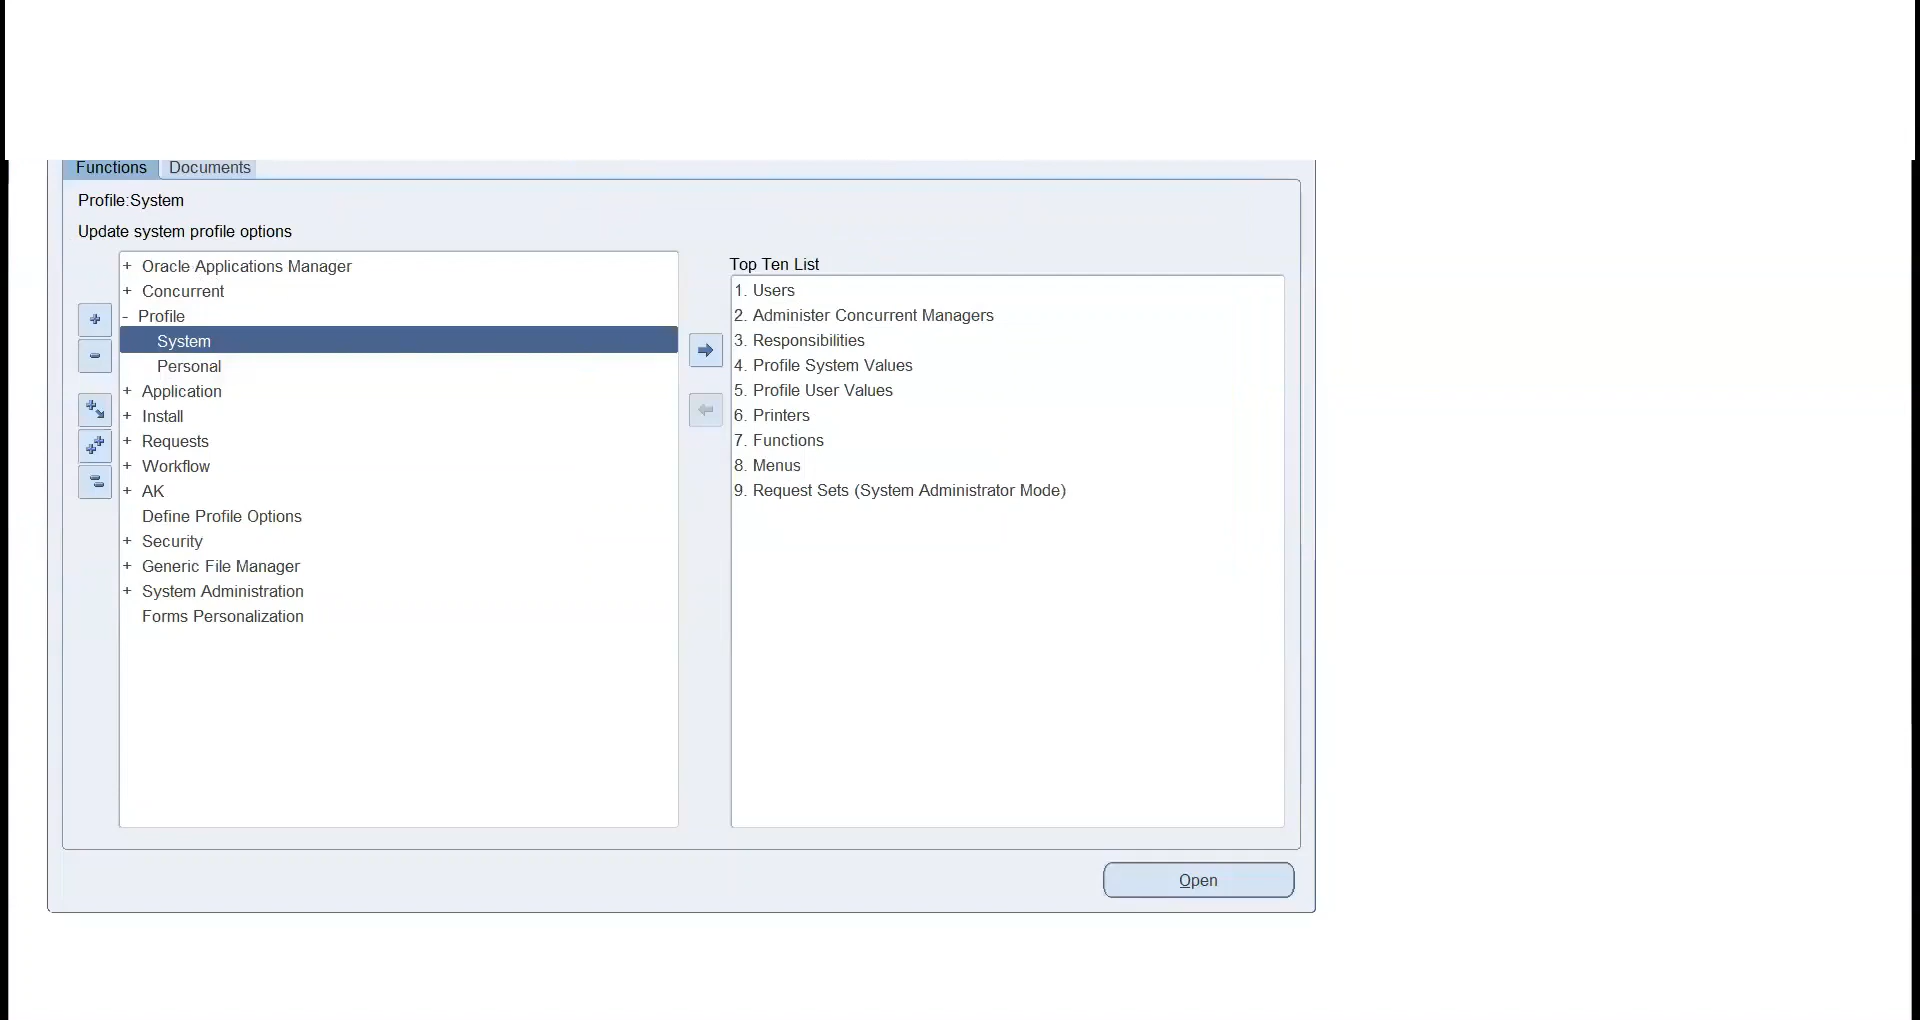 Functions Documents
Profile:System
Update system profile options
+ Oracle Applications Manager
+ Concurrent
- Profile
System
Personal
+ Application
+ Install
+ Requests
+ Workflow
+ AK
Define Profile Options
+ Security
+ Generic File Manager
+ System Administration
Forms Personalization
Top Ten List
1. Users
2. Administer Concurrent Managers
3. Responsibilities
4. Profile System Values
5. Profile User Values
6. Printers
7. Functions
8. Menus
9. Request Sets (System Administrator Mode)
Open